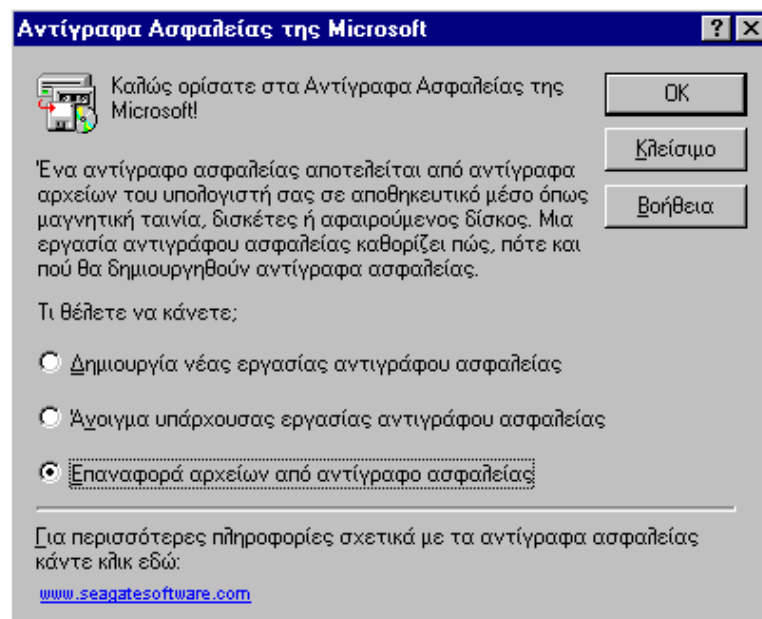 Αντίγραφα Ασφαλείας της Microsoft
Καλώς ορίσατε στα Αντίγραφα Ασφαλείας της
Microsoft!
OK
Κλείσιμο
Βοήθεια
Ένα αντίγραφο ασφαλείας αποτελείται από αντίγραφα
αρχείων του υπολογιστή σας σε αποθηκευτικό μέσο όπως
μαγνητική ταινία, δισκέτες ή αφαιρούμενος δίσκος. Μια
εργασία αντιγράφου ασφαλείας καθορίζει πώς, πότε και
πού θα δημιουργηθούν αντίγραφα ασφαλείας.
Τι θέλετε να κάνετε;
Δημιουργία νέας εργασίας αντιγράφου ασφαλείας
Άνοιγμα υπάρχουσας εργασίας αντιγράφου ασφαλείας
Επαναφορά αρχείων από αντίγραφο ασφαλείας
Για περισσότερες πληροφορίες σχετικά με τα αντίγραφα ασφαλείας
κάντε κλικ εδώ:
www.seagatesoftware.com